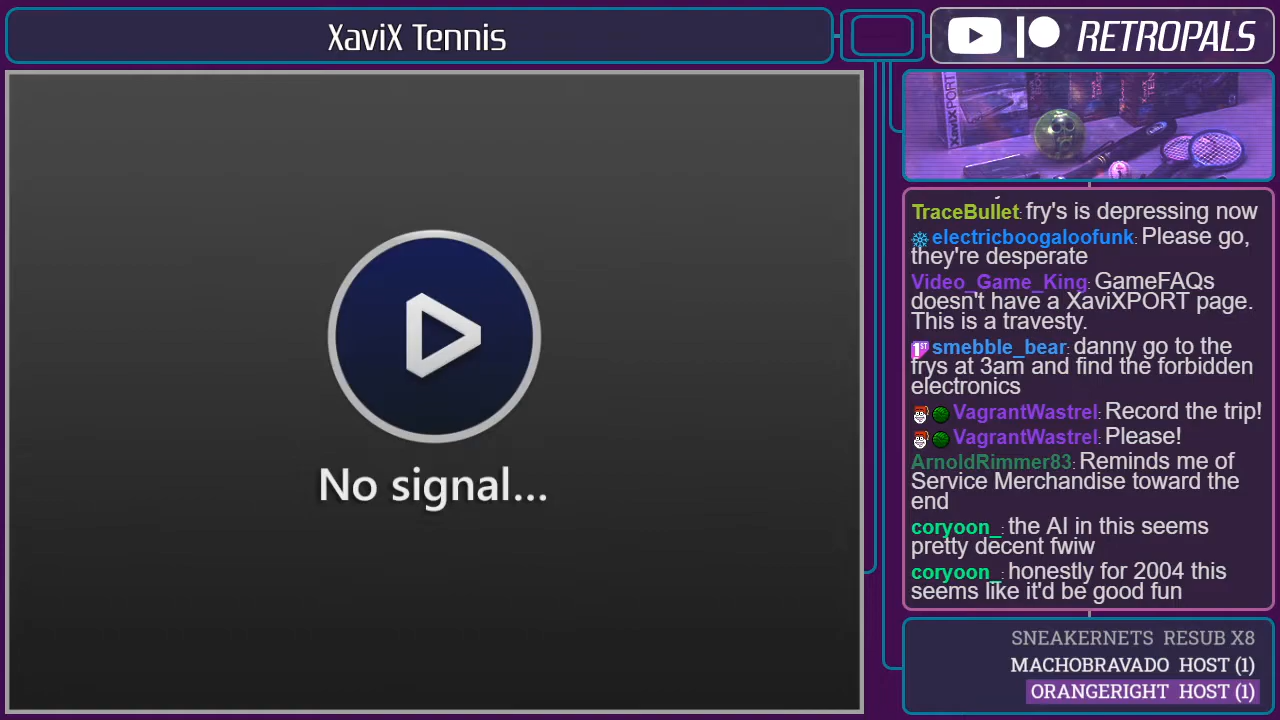 XaviX Tennis
RETROPALS
TraceBullet: fry's is depressing now
electricboogaloofunk: Please go,
they're desperate
Video_Game_King: GameFAQs
doesn't have a XaviXPORT page.
This is a travesty.
1ST smebble_bear: danny go to the
frys at 3am and find the forbidden
electronics
VagrantWastrel: Record the trip!
VagrantWastrel: Please!
ArnoldRimmer83: Reminds me of
Service Merchandise toward the
end
coryoon_: the AI in this seems
pretty decent fwiw
coryoon_: honestly for 2004 this
seems like it'd be good fun
No signal...
SNEAKERNETS RESUB X8
MACHOBRAVADO HOST (1)
ORANGERIGHT HOST (1)